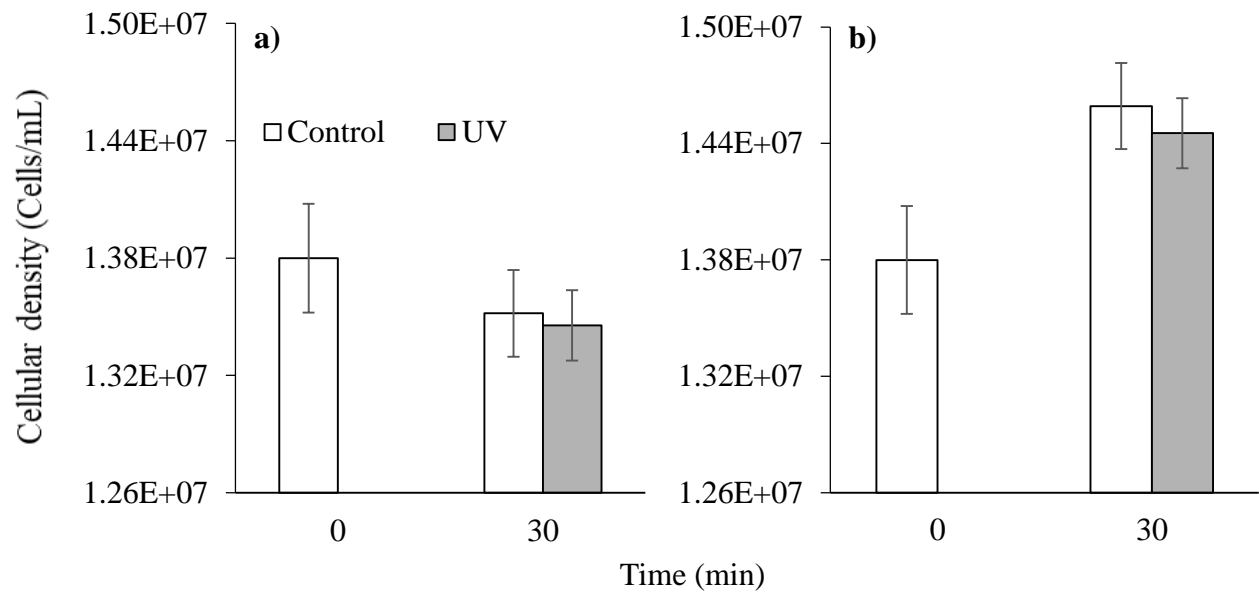 Cellular density (Cells/mL)
a)
1.50E+07
1.44E+07
1.38E+07
1.32E+07
1.26E+07
Control
UV
0
30
b)
1.50E+07
1.44E+07
1.38E+07
1.32E+07
1.26E+07
0
30
Time (min)